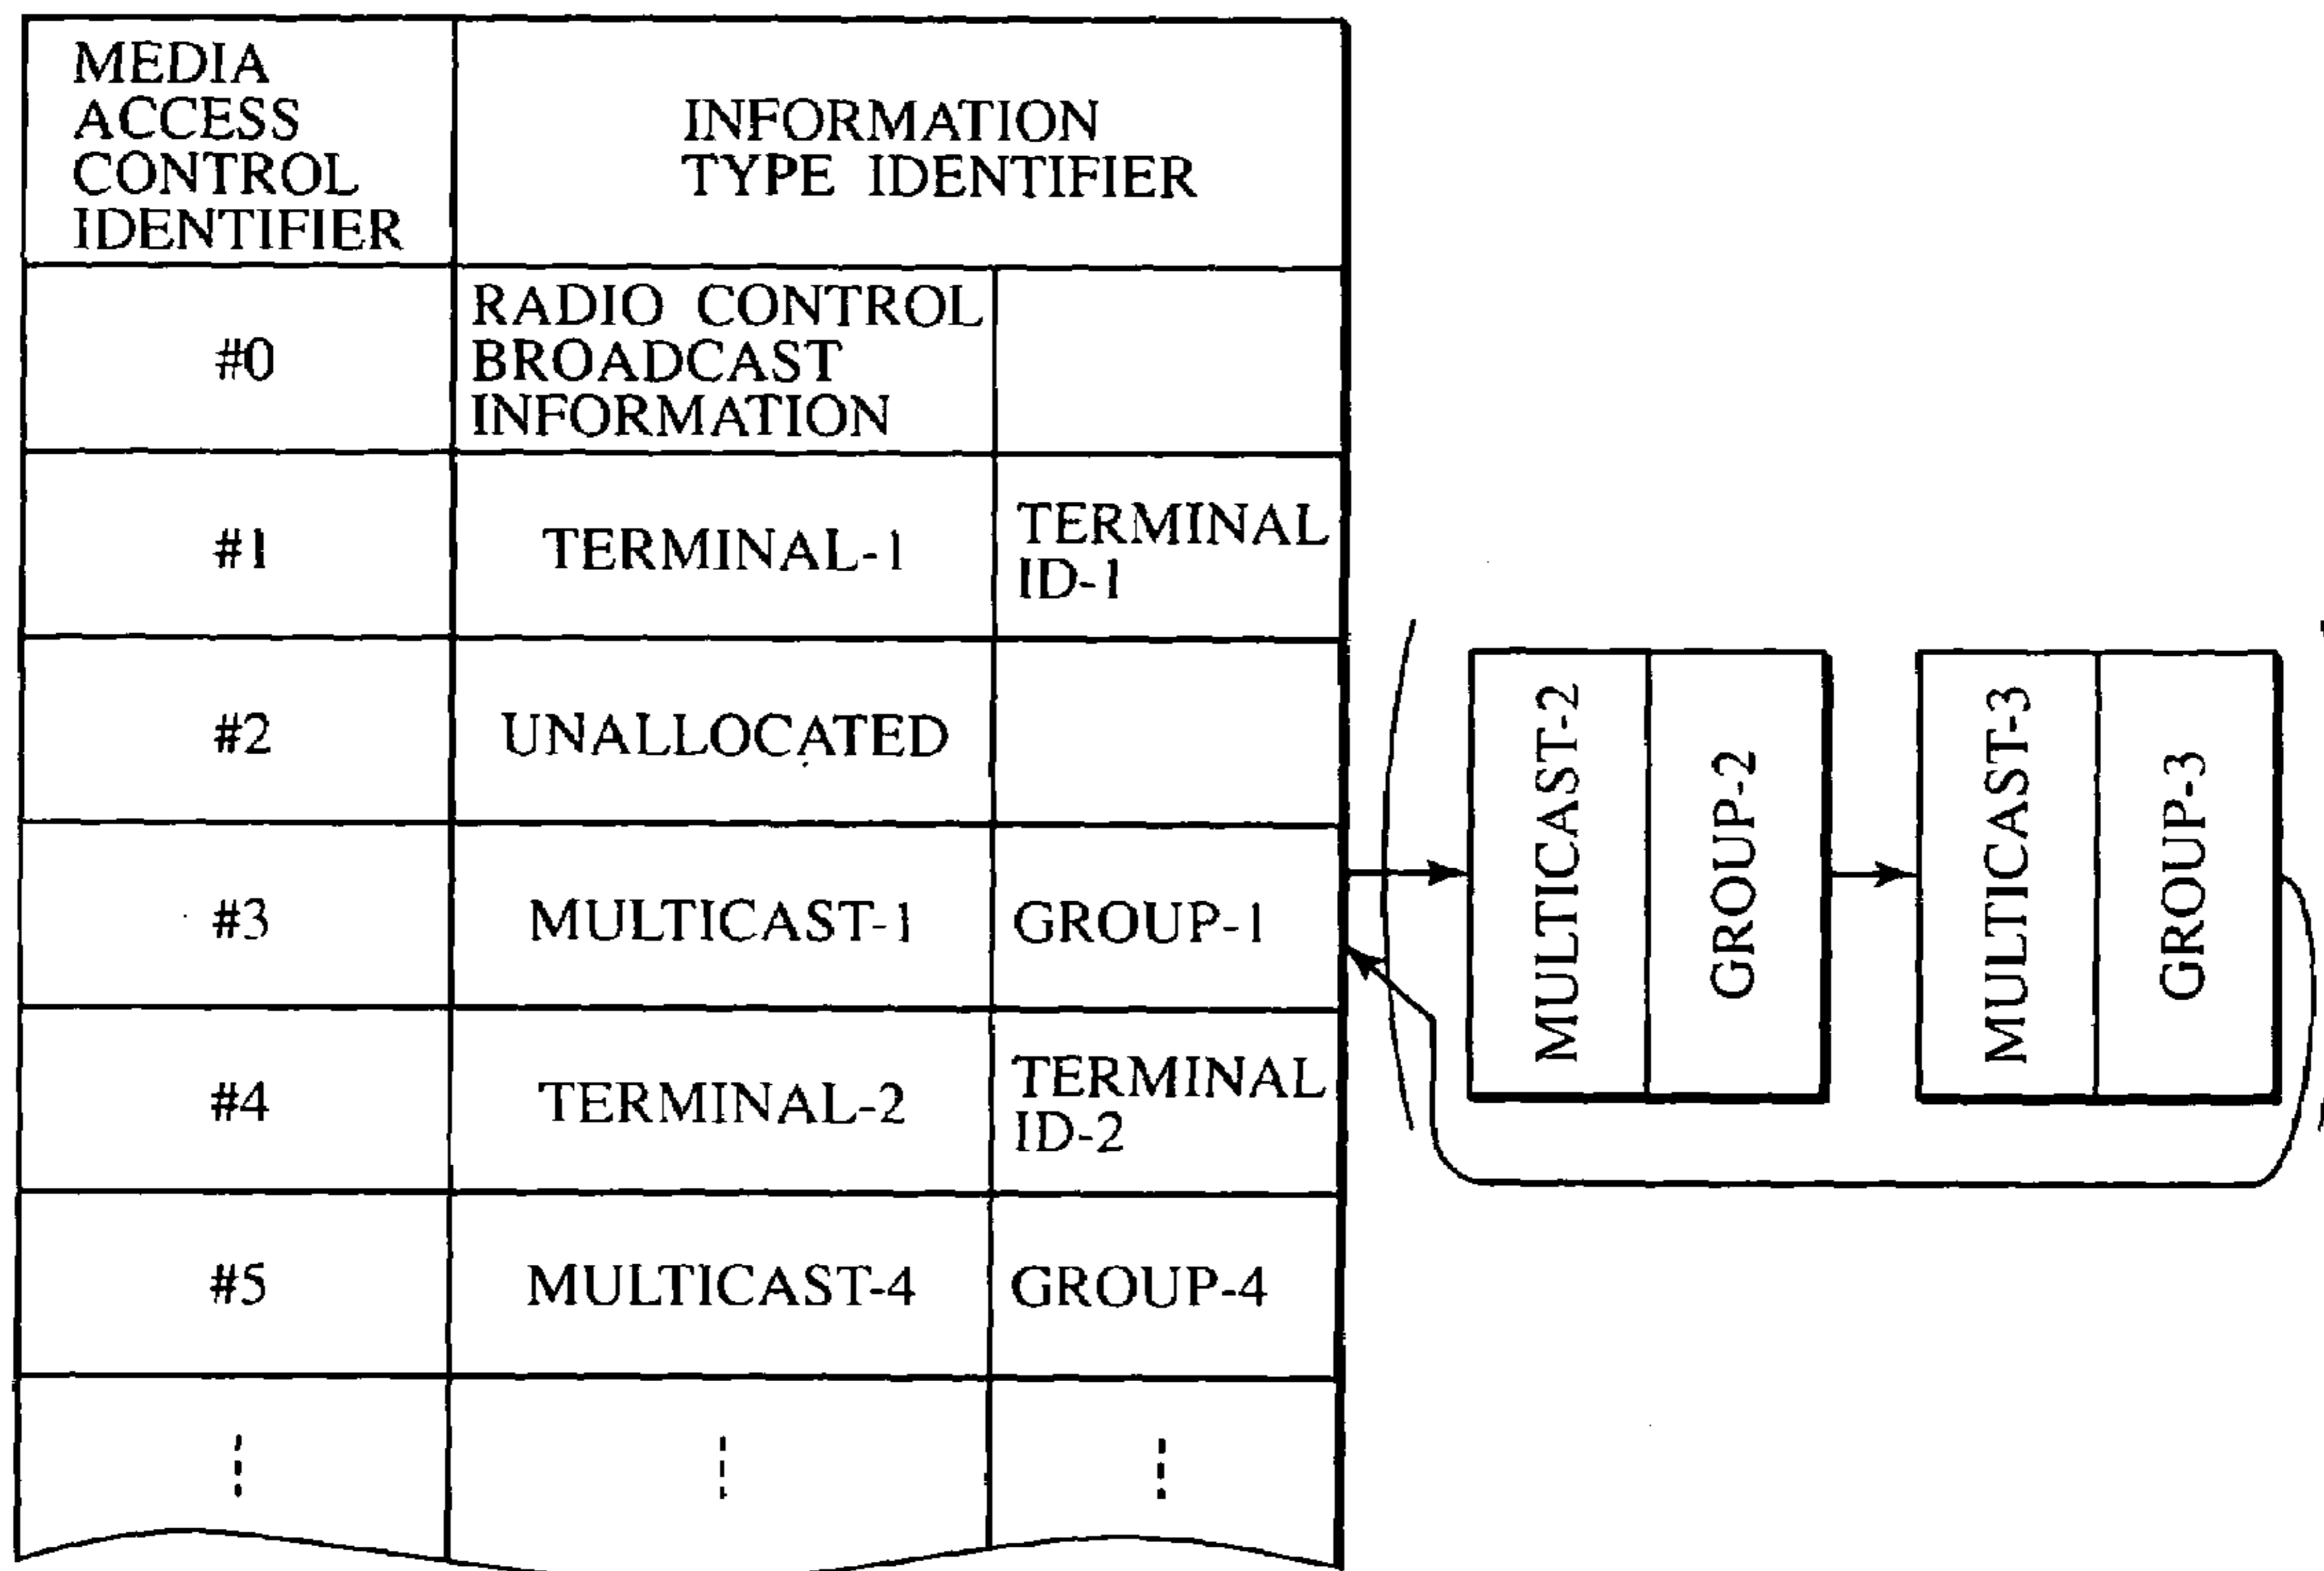 MEDIA
ACCESS
CONTROL
IDENTIFIER
INFORMATION
TYPE IDENTIFIER
#0
RADIO CONTROL
BROADCAST
INFORMATION
#1
TERMINAL-1
TERMINAL
ID-1
#2
UNALLOCATED
#3
MULTICAST-1
GROUP-1
MULTICAST-2
GROUP-2
MULTICAST-3
GROUP-3
#4
TERMINAL-2
TERMINAL
ID-2
#5
MULTICAST-4
GROUP-4